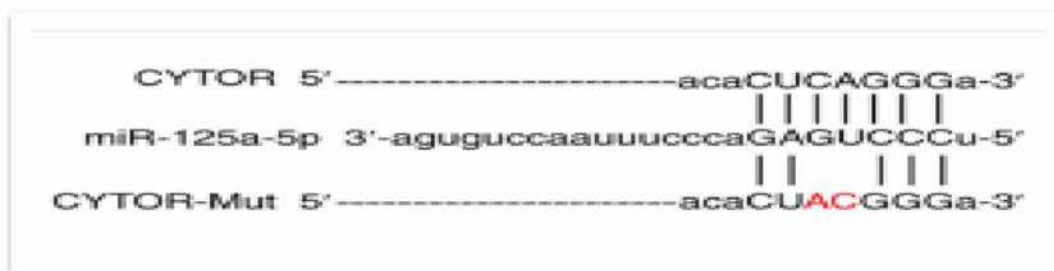 CYTOR 5'-----------------------acaCUCAGGGa-3'
miR-125a-5p 3'-aguguccaauuucccaGAGUCCCu-5'
CYTOR-Mut 5'-----------------------acaCUACGGGa-3'